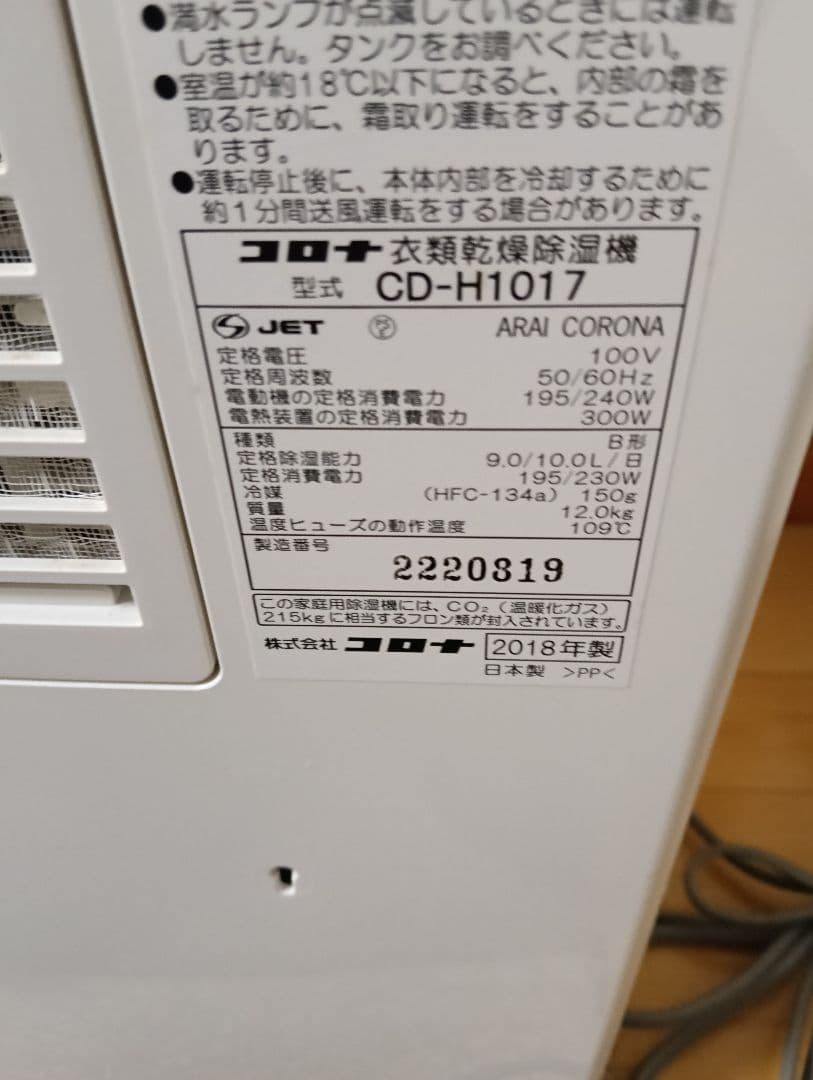 ●満水ランプが点滅しているときには運転
しません。タンクをお調べください。
●室温が約18℃以下になると、内部の霜を
取るために、霜取り運転をすることがあ
ります。
●運転停止後に、本体内部を冷却するために
約1分間送風運転をする場合があります。
コロナ 衣類乾燥除湿機
型式 CD-H1017
JET ARAI CORONA
定格電圧 100V
定格周波数 50/60Hz
電動機の定格消費電力 195/240W
電熱装置の定格消費電力 300W
種類 B形
定格除湿能力 9.0/10.0L/日
定格消費電力 195/230W
冷媒 (HFC-134a) 150g
質量 12.0kg
温度ヒューズの動作温度 109℃
製造番号
2220819
この家庭用除湿機には、CO₂（温暖化ガス）
215kgに相当するフロン類が封入されています。
株式会社 コロナ 2018年製
日本製 >PP<